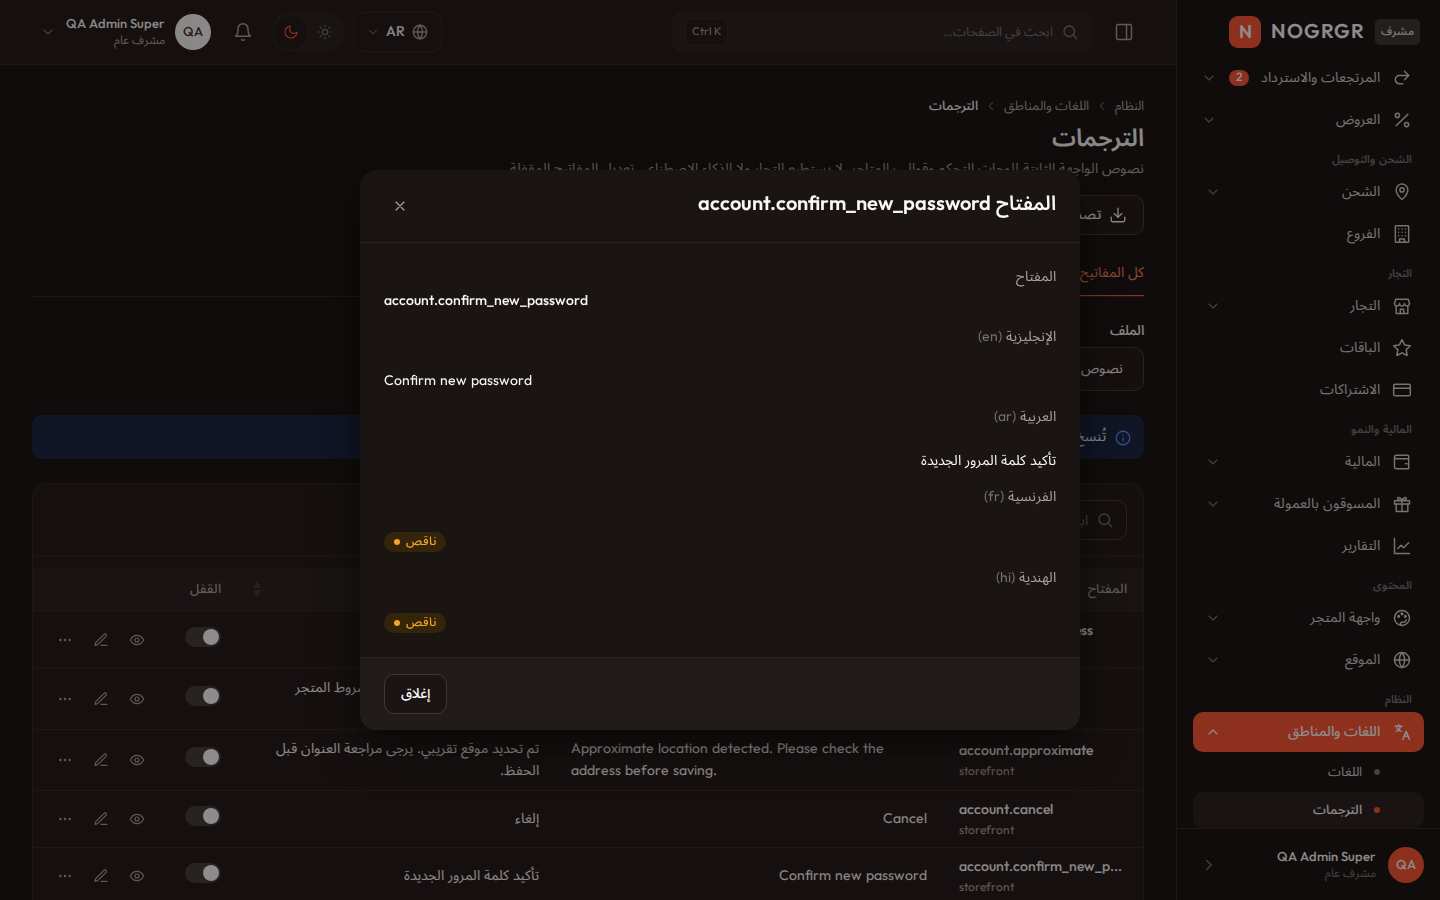 مشرف
NOGRGR N
المرتجعات والاسترداد 2
العروض
الشحن والتوصيل
الشحن
الفروع
التجار
التجار
الباقات
الاشتراكات
المالية والنمو
المالية
المسوقون بالعمولة
التقارير
المحتوى
واجهة المتجر
الموقع
النظام
اللغات والمناطق
اللغات
الترجمات
QA Admin Super
مشرف عام
QA
ابحث في الصفحات...
Ctrl K
AR
QA
QA Admin Super
مشرف عام
النظام
اللغات والمناطق
الترجمات
الترجمات
كل المفاتيح
الملف
نصوص
المفتاح account.confirm_new_password
المفتاح
account.confirm_new_password
الإنجليزية (en)
Confirm new password
العربية (ar)
تأكيد كلمة المرور الجديدة
الفرنسية (fr)
ناقص
الهندية (hi)
ناقص
إغلاق
المفتاح
القفل
account.approximate
storefront
Approximate location detected. Please check the
address before saving.
تم تحديد موقع تقريبي. يرجى مراجعة العنوان قبل
الحفظ.
account.cancel
storefront
Cancel
إلغاء
account.confirm_new_p...
storefront
Confirm new password
تأكيد كلمة المرور الجديدة